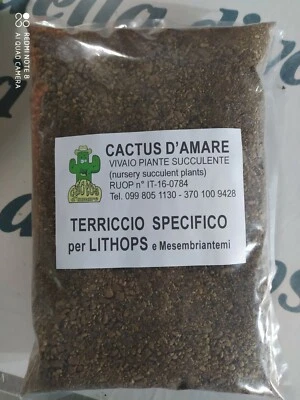 REDMI NOTE 8
AI QUAD CAMERA
CACTUS D'AMARE
VIVAIO PIANTE SUCCULENTE
(nursery succulent plants)
RUOP n° IT-16-0784
Tel. 099 805 1130 - 370 100 9428
TERRICCIO SPECIFICO
per LITHOPS e Mesembriantemi